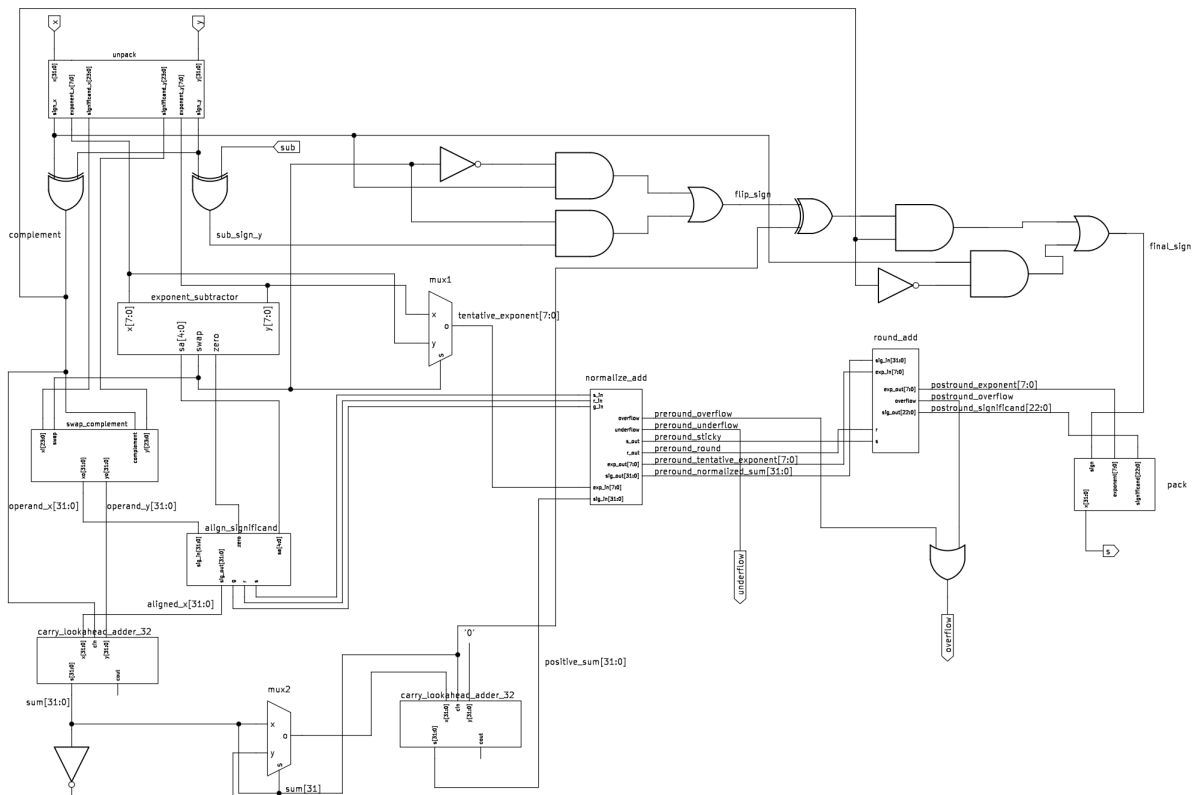 x
y
unpack
x[31:0]
y[31:0]
sign_x
exponent_x[7:0]
significand_x[23:0]
significand_y[23:0]
exponent_y[7:0]
sign_y
sub
complement
sub_sign_y
flip_sign
final_sign
exponent_subtractor
x[7:0]
y[7:0]
sa[4:0]
swap
zero
mux1
x
y
o
s
tentative_exponent[7:0]
round_add
sig_in[31:0]
exp_in[7:0]
exp_out[7:0]
overflow
sig_out[22:0]
r
s
postround_exponent[7:0]
postround_overflow
postround_significand[22:0]
normalize_add
s_in
r_in
g_in
overflow
underflow
s_out
r_out
exp_out[7:0]
sig_out[31:0]
exp_in[7:0]
sig_in[31:0]
preround_overflow
preround_underflow
preround_sticky
preround_round
preround_tentative_exponent[7:0]
preround_normalized_sum[31:0]
swap_complement
x[23:0]
swap
complement
y[23:0]
xo[31:0]
yo[31:0]
operand_x[31:0]
operand_y[31:0]
pack
sign
exponent[7:0]
significand[22:0]
s[31:0]
s
align_significand
sig_in[31:0]
zero
sa[4:0]
sig_out[31:0]
g
r
s
underflow
overflow
aligned_x[31:0]
carry_lookahead_adder_32
x[31:0]
cin
y[31:0]
s[31:0]
cout
'0'
positive_sum[31:0]
sum[31:0]
mux2
x
y
o
s
carry_lookahead_adder_32
x[31:0]
cin
y[31:0]
s[31:0]
cout
sum[31]